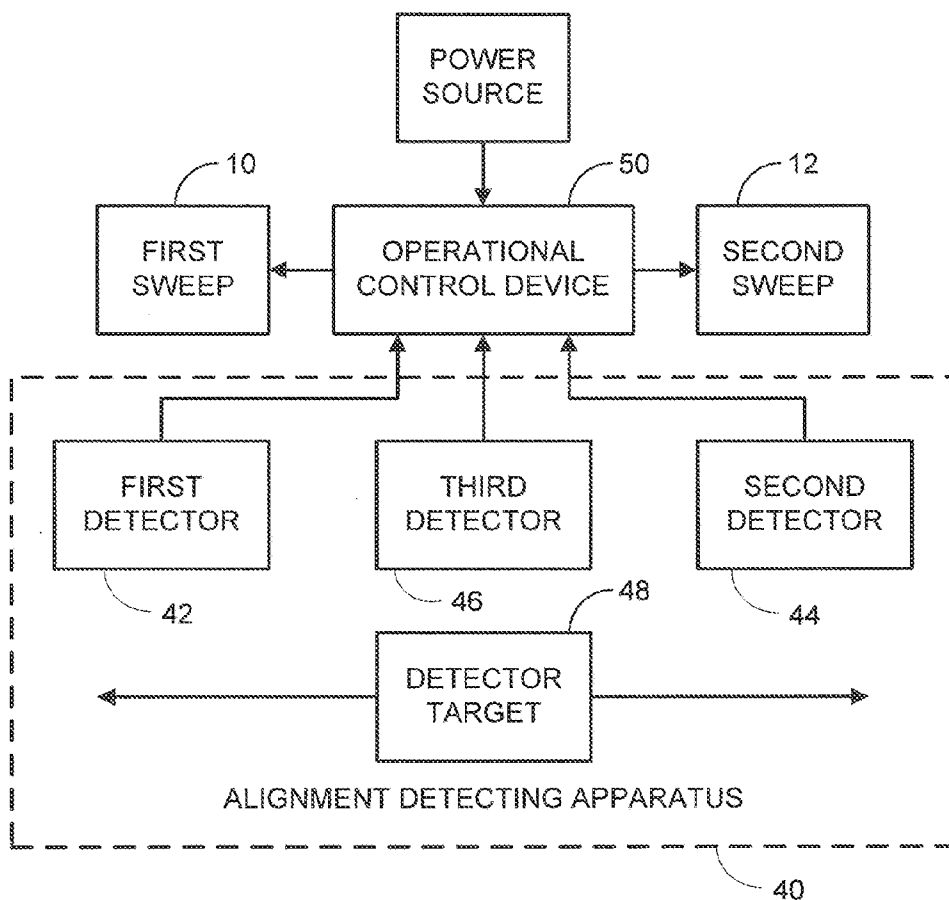 POWER
SOURCE
10
50
12
FIRST
SWEEP
OPERATIONAL
CONTROL DEVICE
SECOND
SWEEP
FIRST
DETECTOR
THIRD
DETECTOR
SECOND
DETECTOR
42
46
48
44
DETECTOR
TARGET
ALIGNMENT DETECTING APPARATUS
40